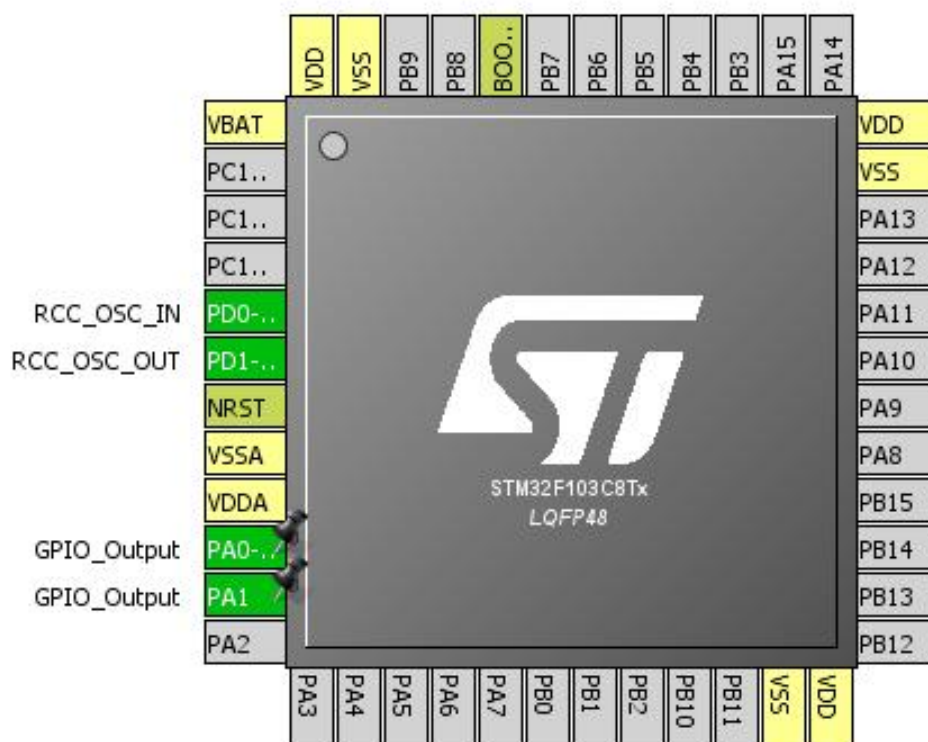 VDD VSS PB9 PB8 BOO.. PB7 PB6 PB5 PB4 PB3 PA15 PA14
VBAT VDD
PC1.. VSS
PC1.. PA13
PC1.. PA12
RCC_OSC_IN PD0-.. PA11
RCC_OSC_OUT PD1-.. PA10
NRST PA9
VSSA PA8
STM32F103C8Tx
VDDA PB15
LQFP48
GPIO_Output PA0-.. PB14
GPIO_Output PA1 PB13
PA2 PB12
PA3 PA4 PA5 PA6 PA7 PB0 PB1 PB2 PB10 PB11 VSS VDD